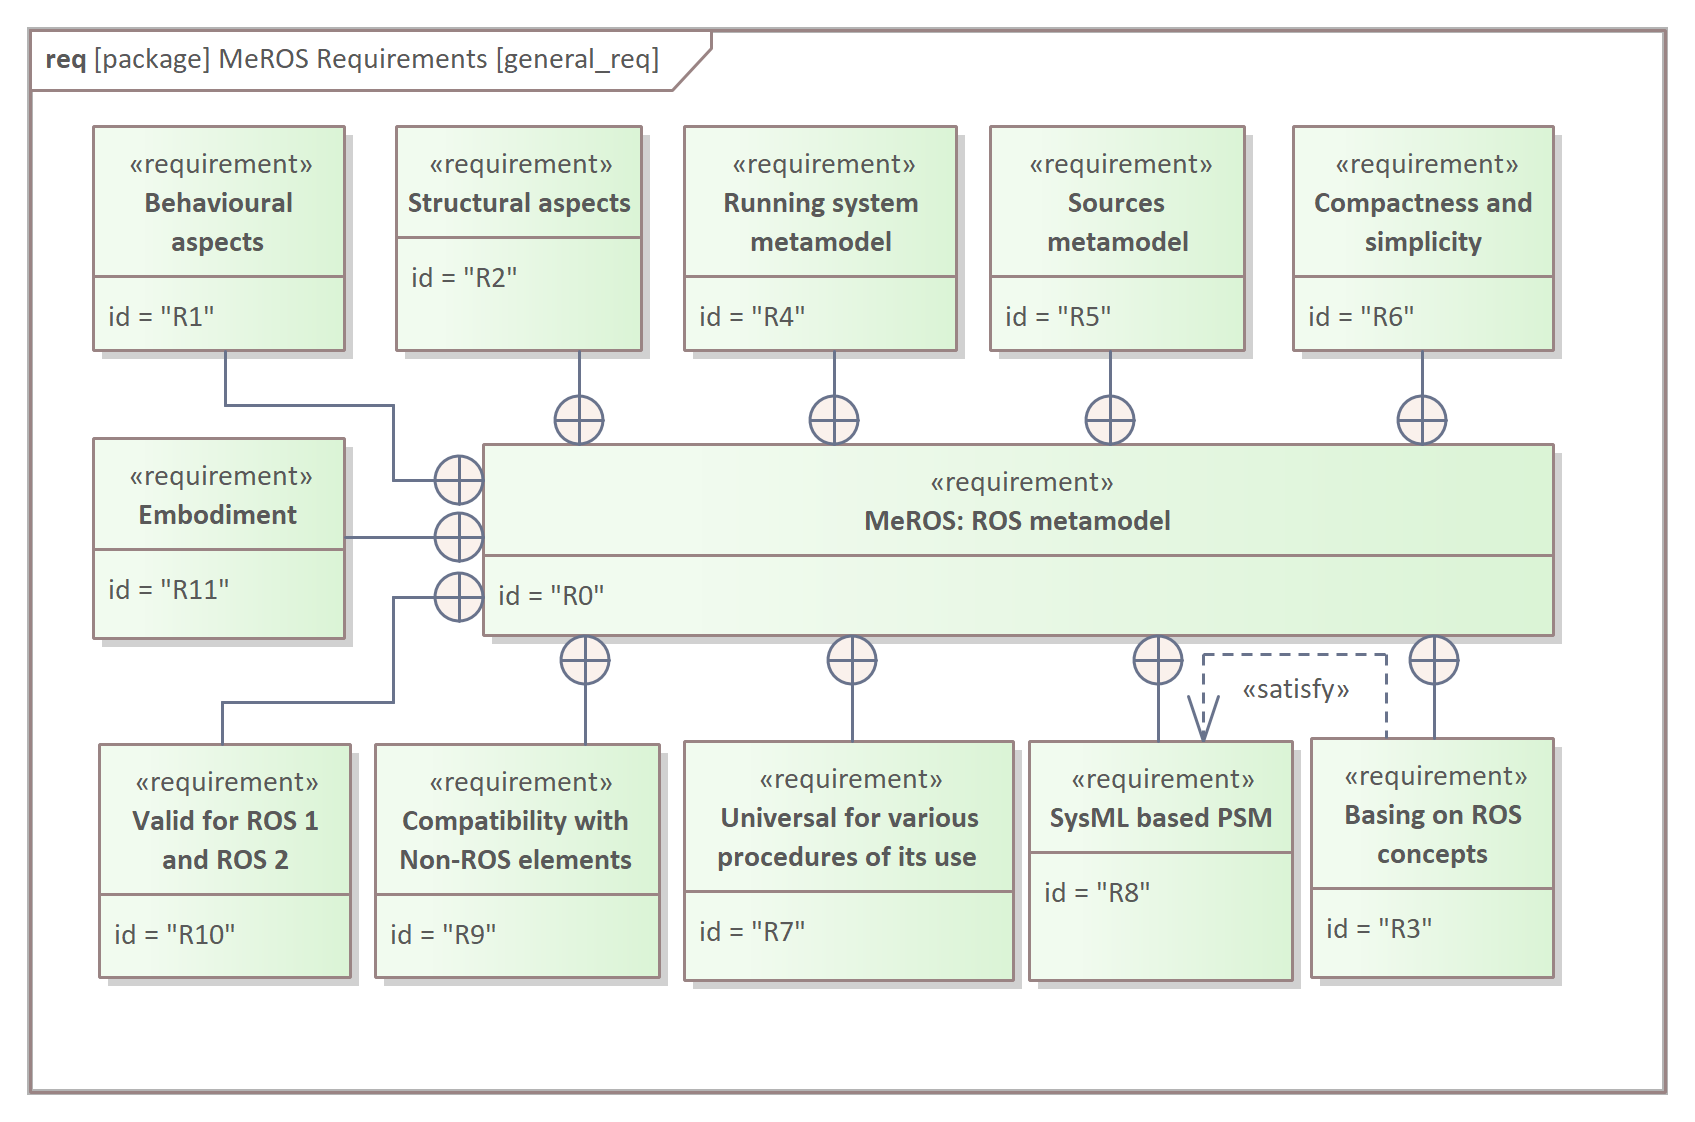 req [package] MeROS Requirements [general_req]
«requirement»
Behavioural
aspects
id = "R1"
«requirement»
Structural aspects
id = "R2"
«requirement»
Running system
metamodel
id = "R4"
«requirement»
Sources
metamodel
id = "R5"
«requirement»
Compactness and
simplicity
id = "R6"
«requirement»
Embodiment
id = "R11"
«requirement»
MeROS: ROS metamodel
id = "R0"
«satisfy»
«requirement»
Valid for ROS 1
and ROS 2
id = "R10"
«requirement»
Compatibility with
Non-ROS elements
id = "R9"
«requirement»
Universal for various
procedures of its use
id = "R7"
«requirement»
SysML based PSM
id = "R8"
«requirement»
Basing on ROS
concepts
id = "R3"